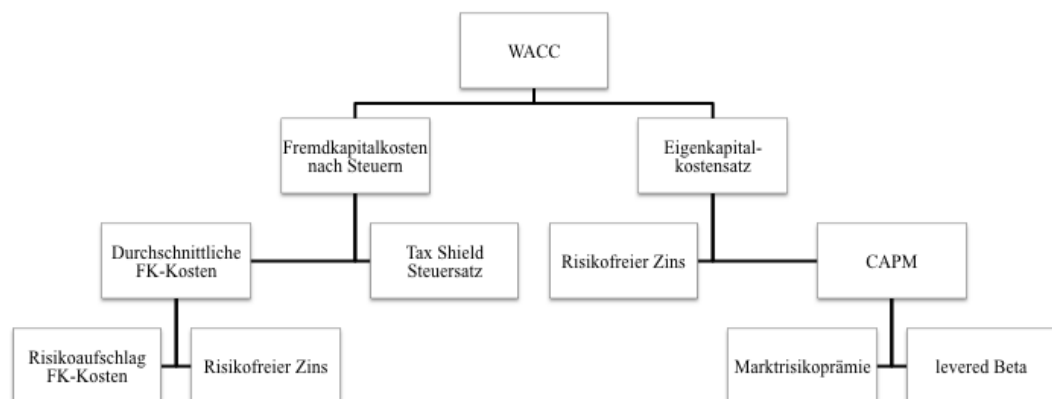 WACC
Fremdkapitalkosten
nach Steuern
Eigenkapital-
kostensatz
Durchschnittliche
FK-Kosten
Tax Shield
Steuersatz
Risikofreier Zins
CAPM
Risikoaufschlag
FK-Kosten
Risikofreier Zins
Marktrisikoprämie
levered Beta